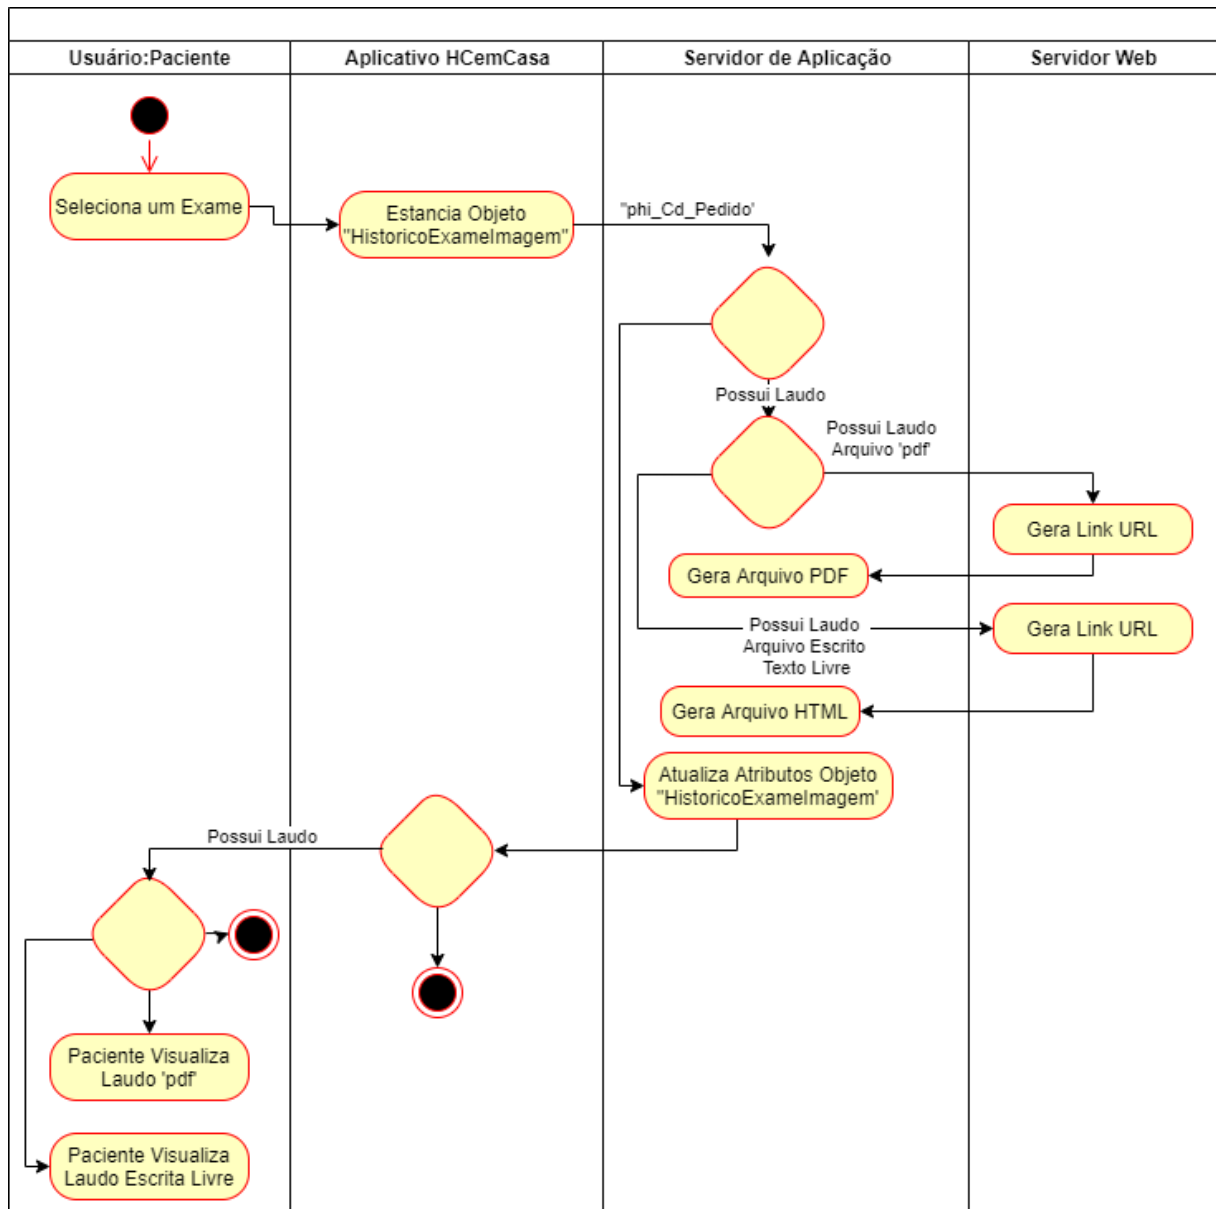 Usuário:Paciente
Aplicativo HCemCasa
Servidor de Aplicação
Servidor Web
Seleciona um Exame
Estancia Objeto
"HistoricoExameImagem"
"phi_Cd_Pedido'
Possui Laudo
Possui Laudo
Arquivo 'pdf'
Gera Link URL
Gera Arquivo PDF
Possui Laudo
Arquivo Escrito
Texto Livre
Gera Link URL
Gera Arquivo HTML
Atualiza Atributos Objeto
"HistoricoExameImagem'
Possui Laudo
Paciente Visualiza
Laudo 'pdf'
Paciente Visualiza
Laudo Escrita Livre